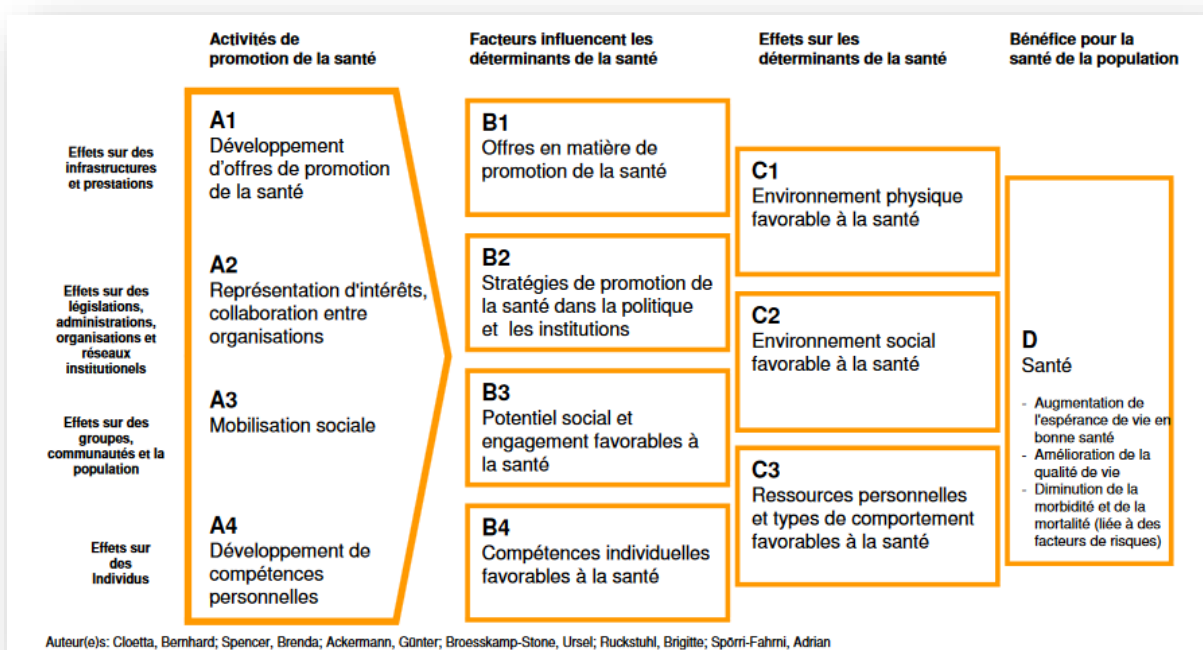 Activités de
promotion de la santé
Facteurs influencent les
déterminants de la santé
Effets sur les
déterminants de la santé
Bénéfice pour la
santé de la population
Effets sur des
infrastructures
et prestations
A1
Développement
d'offres de promotion
de la santé
B1
Offres en matière de
promotion de la santé
C1
Environnement physique
favorable à la santé
Effets sur des
législations,
administrations,
organisations et
réseaux
institutionels
A2
Représentation d'intérêts,
collaboration entre
organisations
B2
Stratégies de promotion de
la santé dans la politique
et les institutions
C2
Environnement social
favorable à la santé
D
Santé
- Augmentation de
l'espérance de vie en
bonne santé
- Amélioration de la
qualité de vie
- Diminution de la
morbidité et de la
mortalité (liée à des
facteurs de risques)
Effets sur des
groupes,
communautés et la
population
A3
Mobilisation sociale
B3
Potentiel social et
engagement favorables à
la santé
C3
Ressources personnelles
et types de comportement
favorables à la santé
Effets sur
des
Individus
A4
Développement de
compétences
personnelles
B4
Compétences individuelles
favorables à la santé
Auteur(e)s: Cloetta, Bernhard; Spencer, Brenda; Ackermann, Günter; Broesskamp-Stone, Ursel; Ruckstuhl, Brigitte; Spörri-Fahrni, Adrian